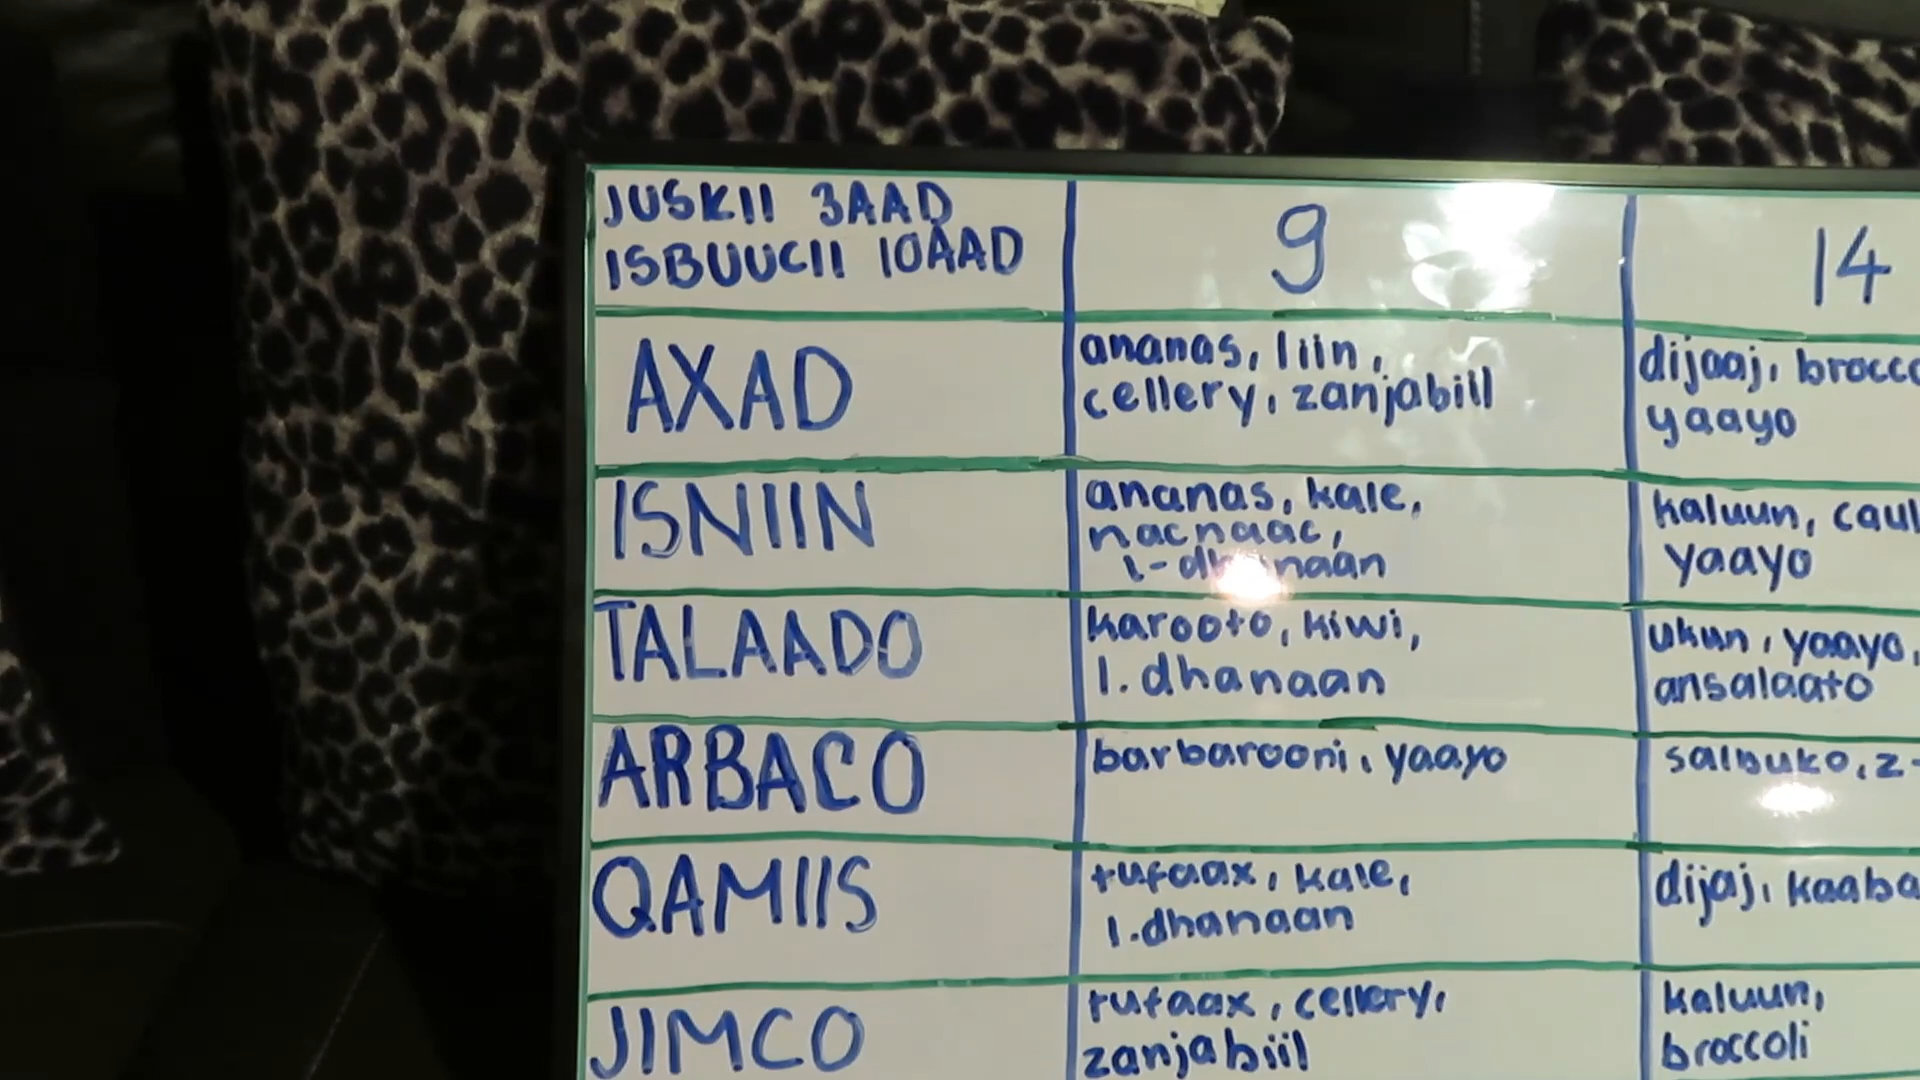 JUSKII 3AAD
ISBUUCII 10AAD
9
14
AXAD
ananas, liin,
cellery, zanjabiil
dijaaj, brocco
yaayo
ISNIIN
ananas, kale,
nacnaac,
kaluun, caul
yaayo
TALAADO
karooto, kiwi,
l.dhanaan
ukun, yaayo,
ansalaato
ARBACO
barbarooni, yaayo
salbuko, z-
QAMIIS
tufaax, kale,
l.dhanaan
dijaj, kaaba
JIMCO
tufaax, cellery,
zanjabiil
kaluun,
broccoli